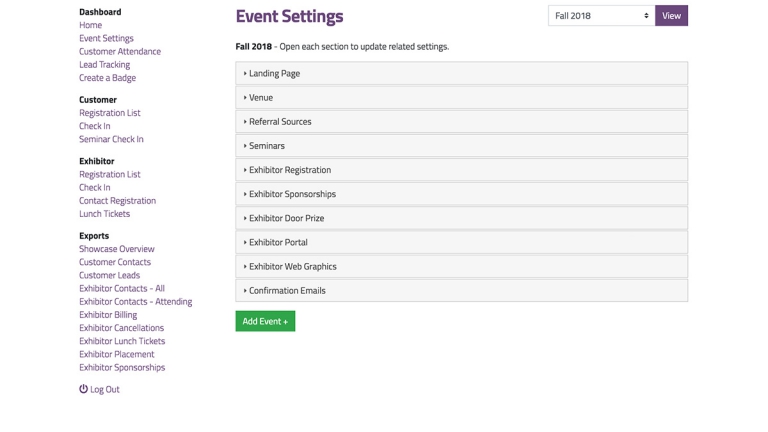 Dashboard
Home
Event Settings
Customer Attendance
Lead Tracking
Create a Badge
Customer
Registration List
Check In
Seminar Check In
Exhibitor
Registration List
Check In
Contact Registration
Lunch Tickets
Exports
Showcase Overview
Customer Contacts
Customer Leads
Exhibitor Contacts - All
Exhibitor Contacts - Attending
Exhibitor Billing
Exhibitor Cancellations
Exhibitor Lunch Tickets
Exhibitor Placement
Exhibitor Sponsorships
Log Out
Event Settings
Fall 2018
View
Fall 2018 - Open each section to update related settings.
Landing Page
Venue
Referral Sources
Seminars
Exhibitor Registration
Exhibitor Sponsorships
Exhibitor Door Prize
Exhibitor Portal
Exhibitor Web Graphics
Confirmation Emails
Add Event +